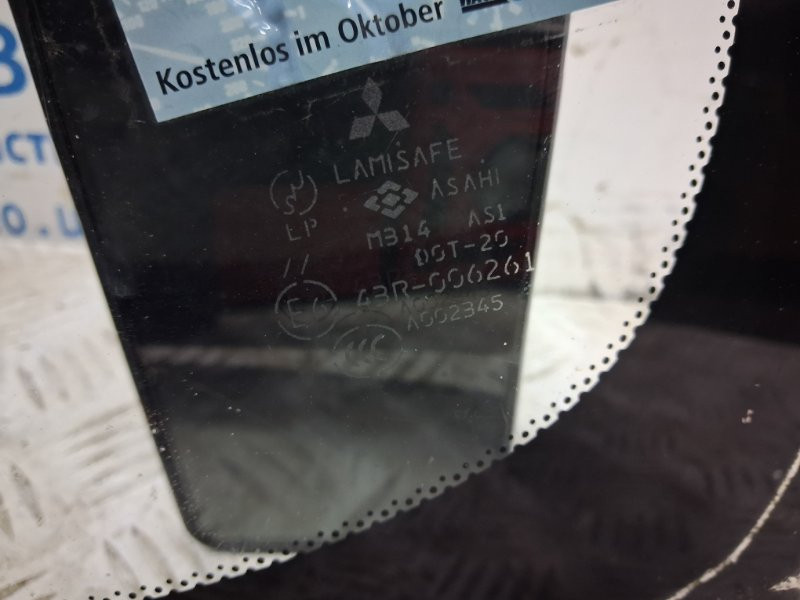 Kostenlos im Oktober
LAMISAFE
ASAHI
LP
M314 AS1
DOT-20
//
43R-006261
A002345